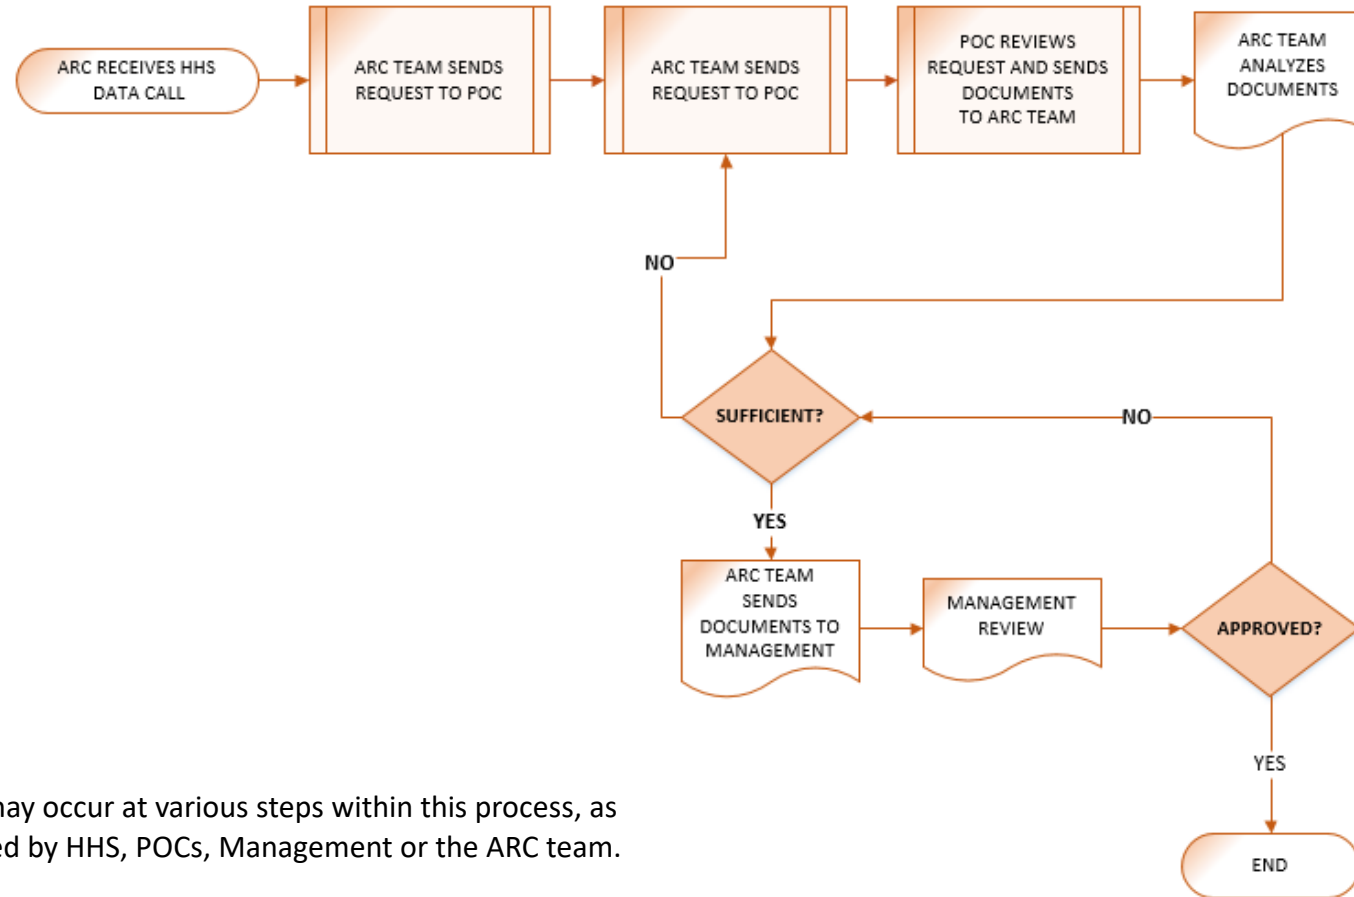 ARC RECEIVES HHS
DATA CALL
ARC TEAM SENDS
REQUEST TO POC
ARC TEAM SENDS
REQUEST TO POC
POC REVIEWS
REQUEST AND SENDS
DOCUMENTS
TO ARC TEAM
ARC TEAM
ANALYZES
DOCUMENTS
NO
SUFFICIENT?
NO
YES
ARC TEAM
SENDS
DOCUMENTS TO
MANAGEMENT
MANAGEMENT
REVIEW
APPROVED?
YES
END
may occur at various steps within this process, as
ed by HHS, POCs, Management or the ARC team.